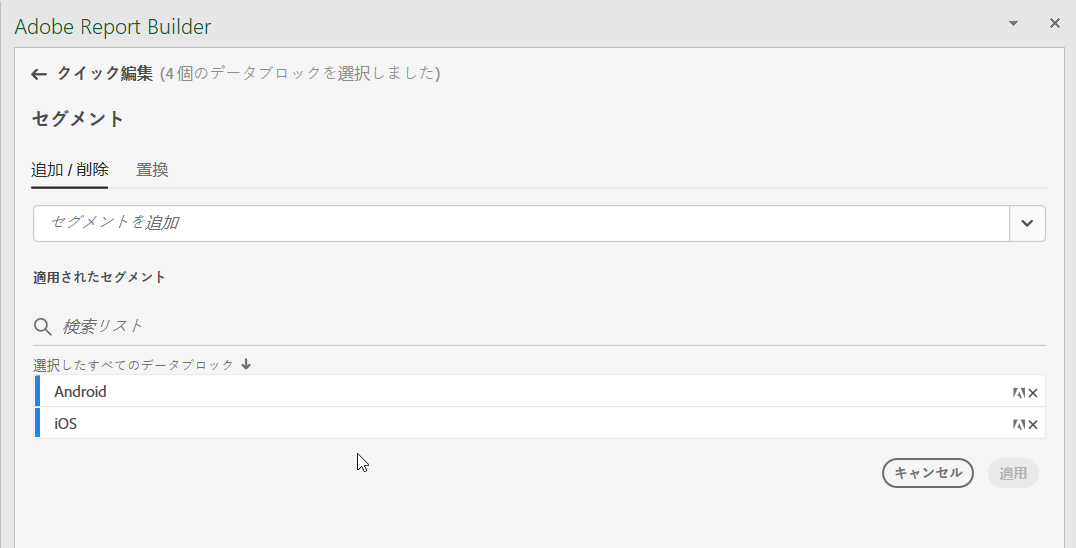 Adobe Report Builder
クイック編集 (4 個のデータブロックを選択しました)
セグメント
追加 / 削除 置換
セグメントを追加
適用されたセグメント
検索リスト
選択したすべてのデータブロック
Android
iOS
キャンセル 適用